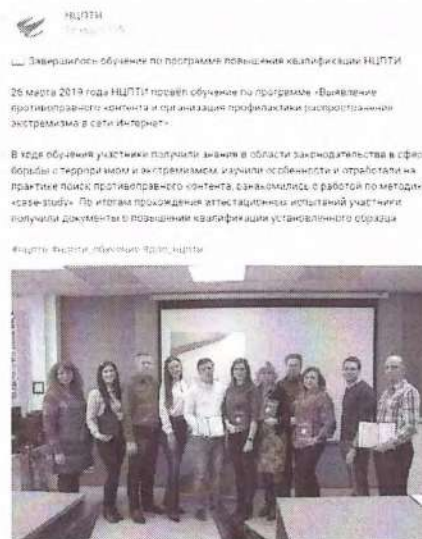 НЦПТИ
Завершилось обучение по программе повышения квалификации НЦПТИ
26 марта 2019 года НЦПТИ провёл обучение по программе «Выявление
противоправного контента и организация профилактики распространения
экстремизма в сети Интернет»
В ходе обучения участники получили знания в области законодательства в сфере
борьбы с терроризмом и экстремизмом, изучили особенности и отработали на
практике поиск противоправного контента, ознакомились с работой по методике
«case-study». По итогам прохождения аттестационных испытаний участники
получили документы о повышении квалификации установленного образца
#нцпти #нцпти_обучение #дпо_нцпти